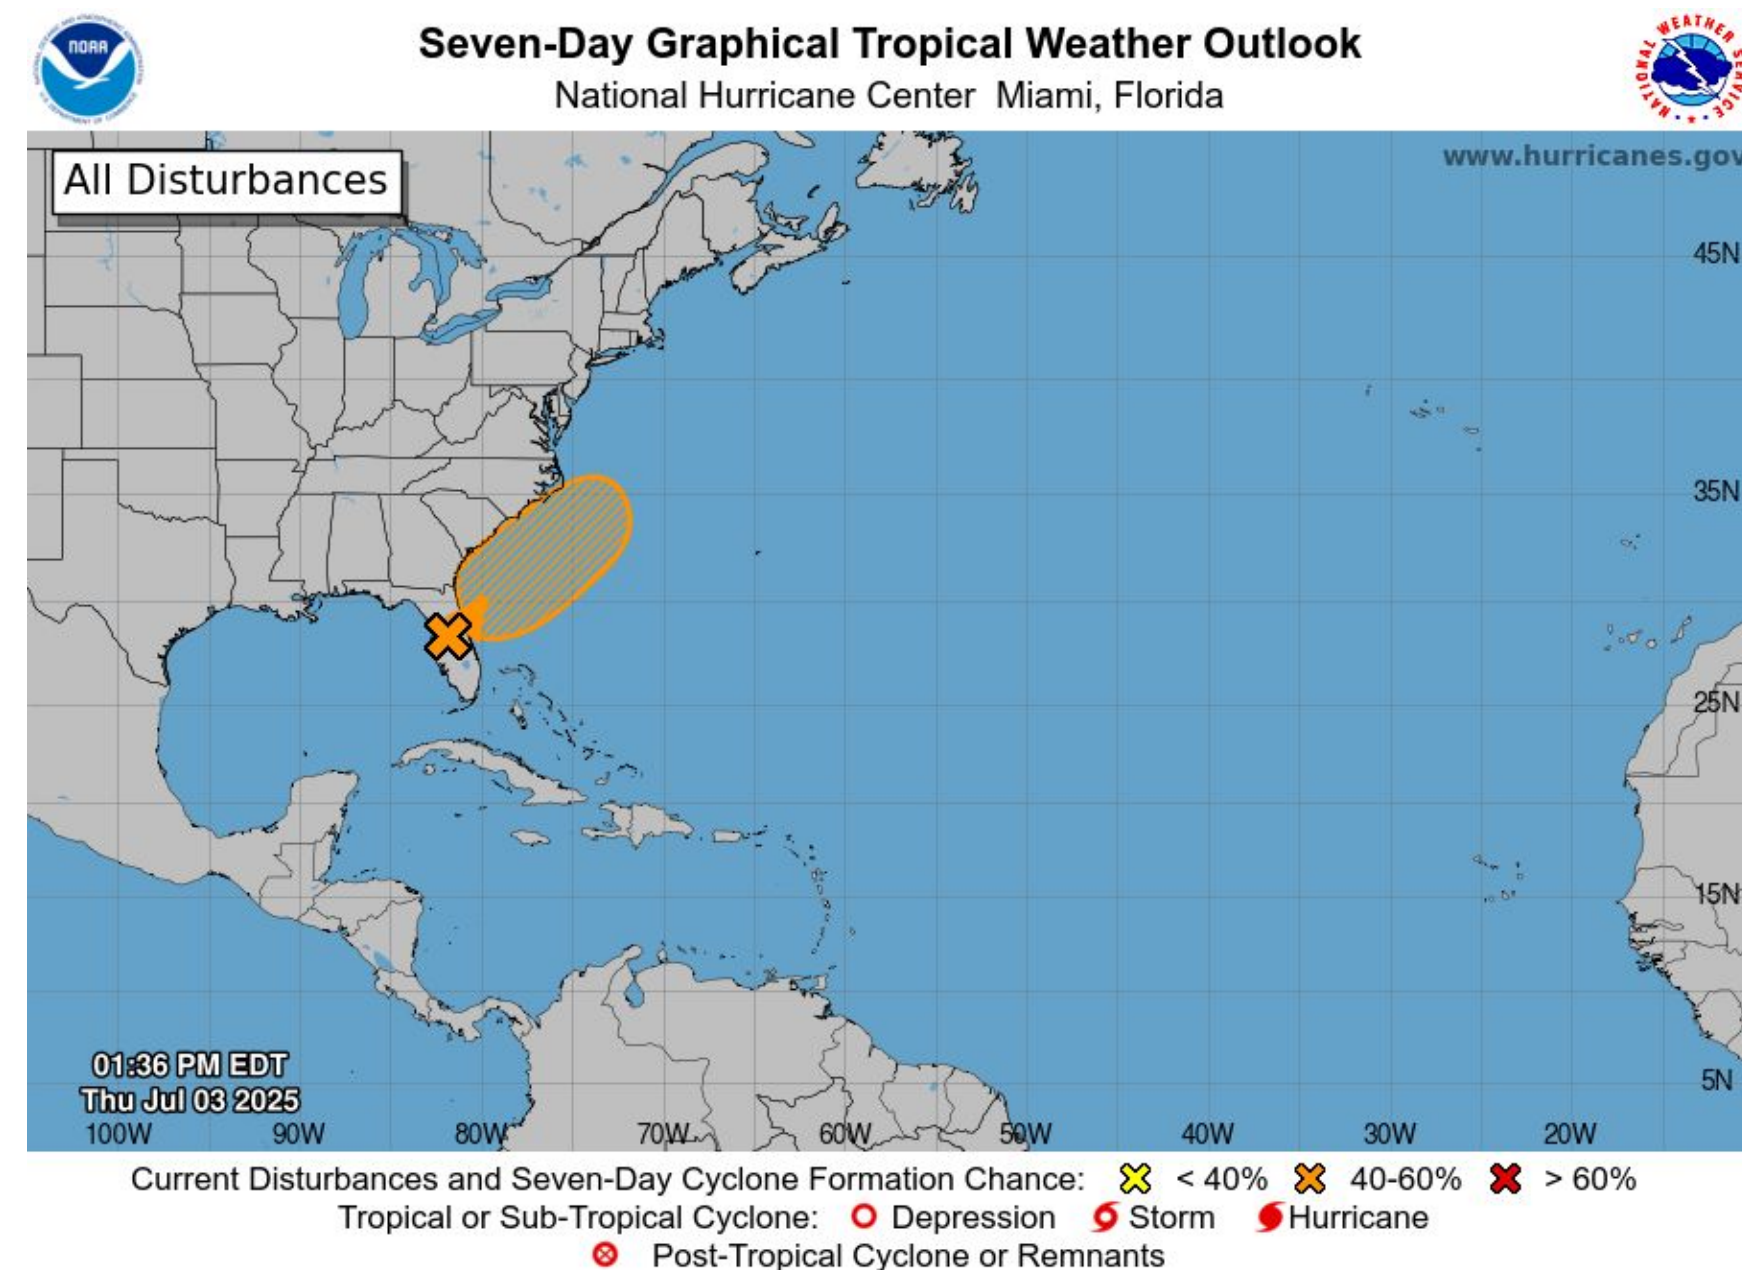 NOAA
Seven-Day Graphical Tropical Weather Outlook
National Hurricane Center Miami, Florida
NATIONAL WEATHER
All Disturbances
www.hurricanes.gov
45N
35N
25N
15N
5N
01:36 PM EDT
Thu Jul 03 2025
100W 90W 80W 70W 60W 50W 40W 30W 20W
Current Disturbances and Seven-Day Cyclone Formation Chance: < 40% 40-60% > 60%
Tropical or Sub-Tropical Cyclone: Depression Storm Hurricane
Post-Tropical Cyclone or Remnants